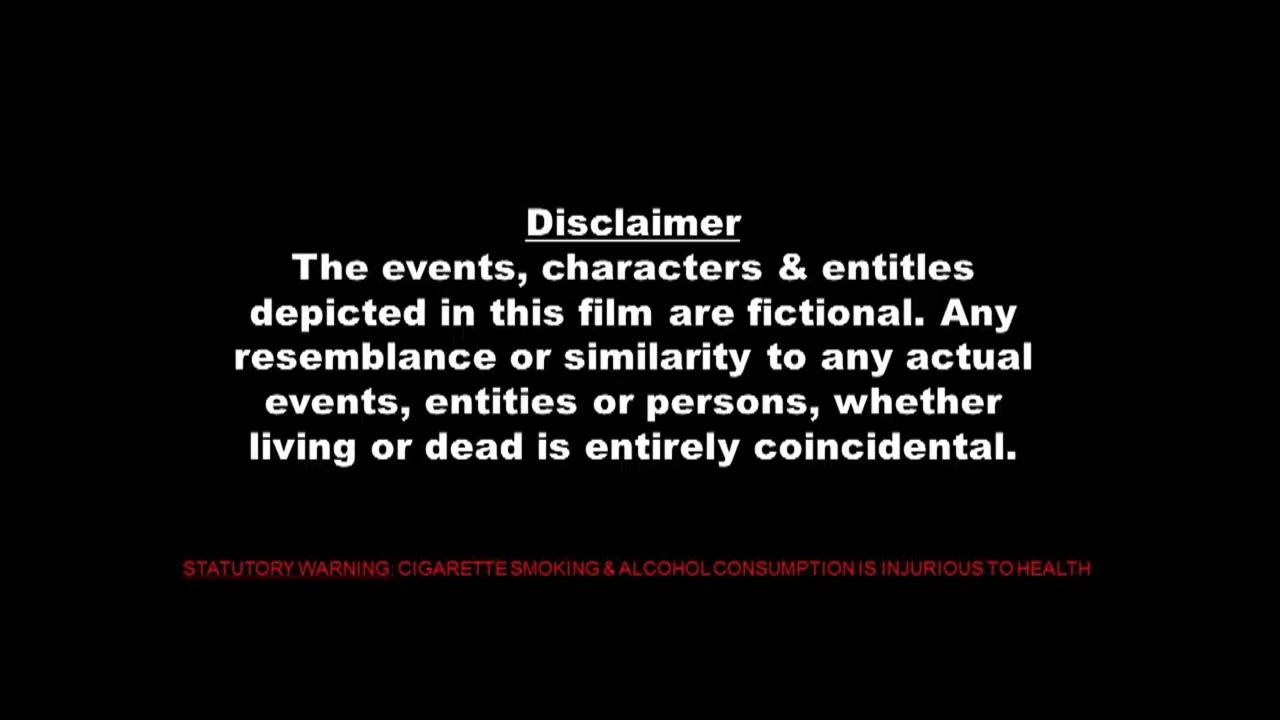 Disclaimer
The events, characters & entitles
depicted in this film are fictional. Any
resemblance or similarity to any actual
events, entities or persons, whether
living or dead is entirely coincidental.
STATUTORY WARNING: CIGARETTE SMOKING & ALCOHOL CONSUMPTION IS INJURIOUS TO HEALTH